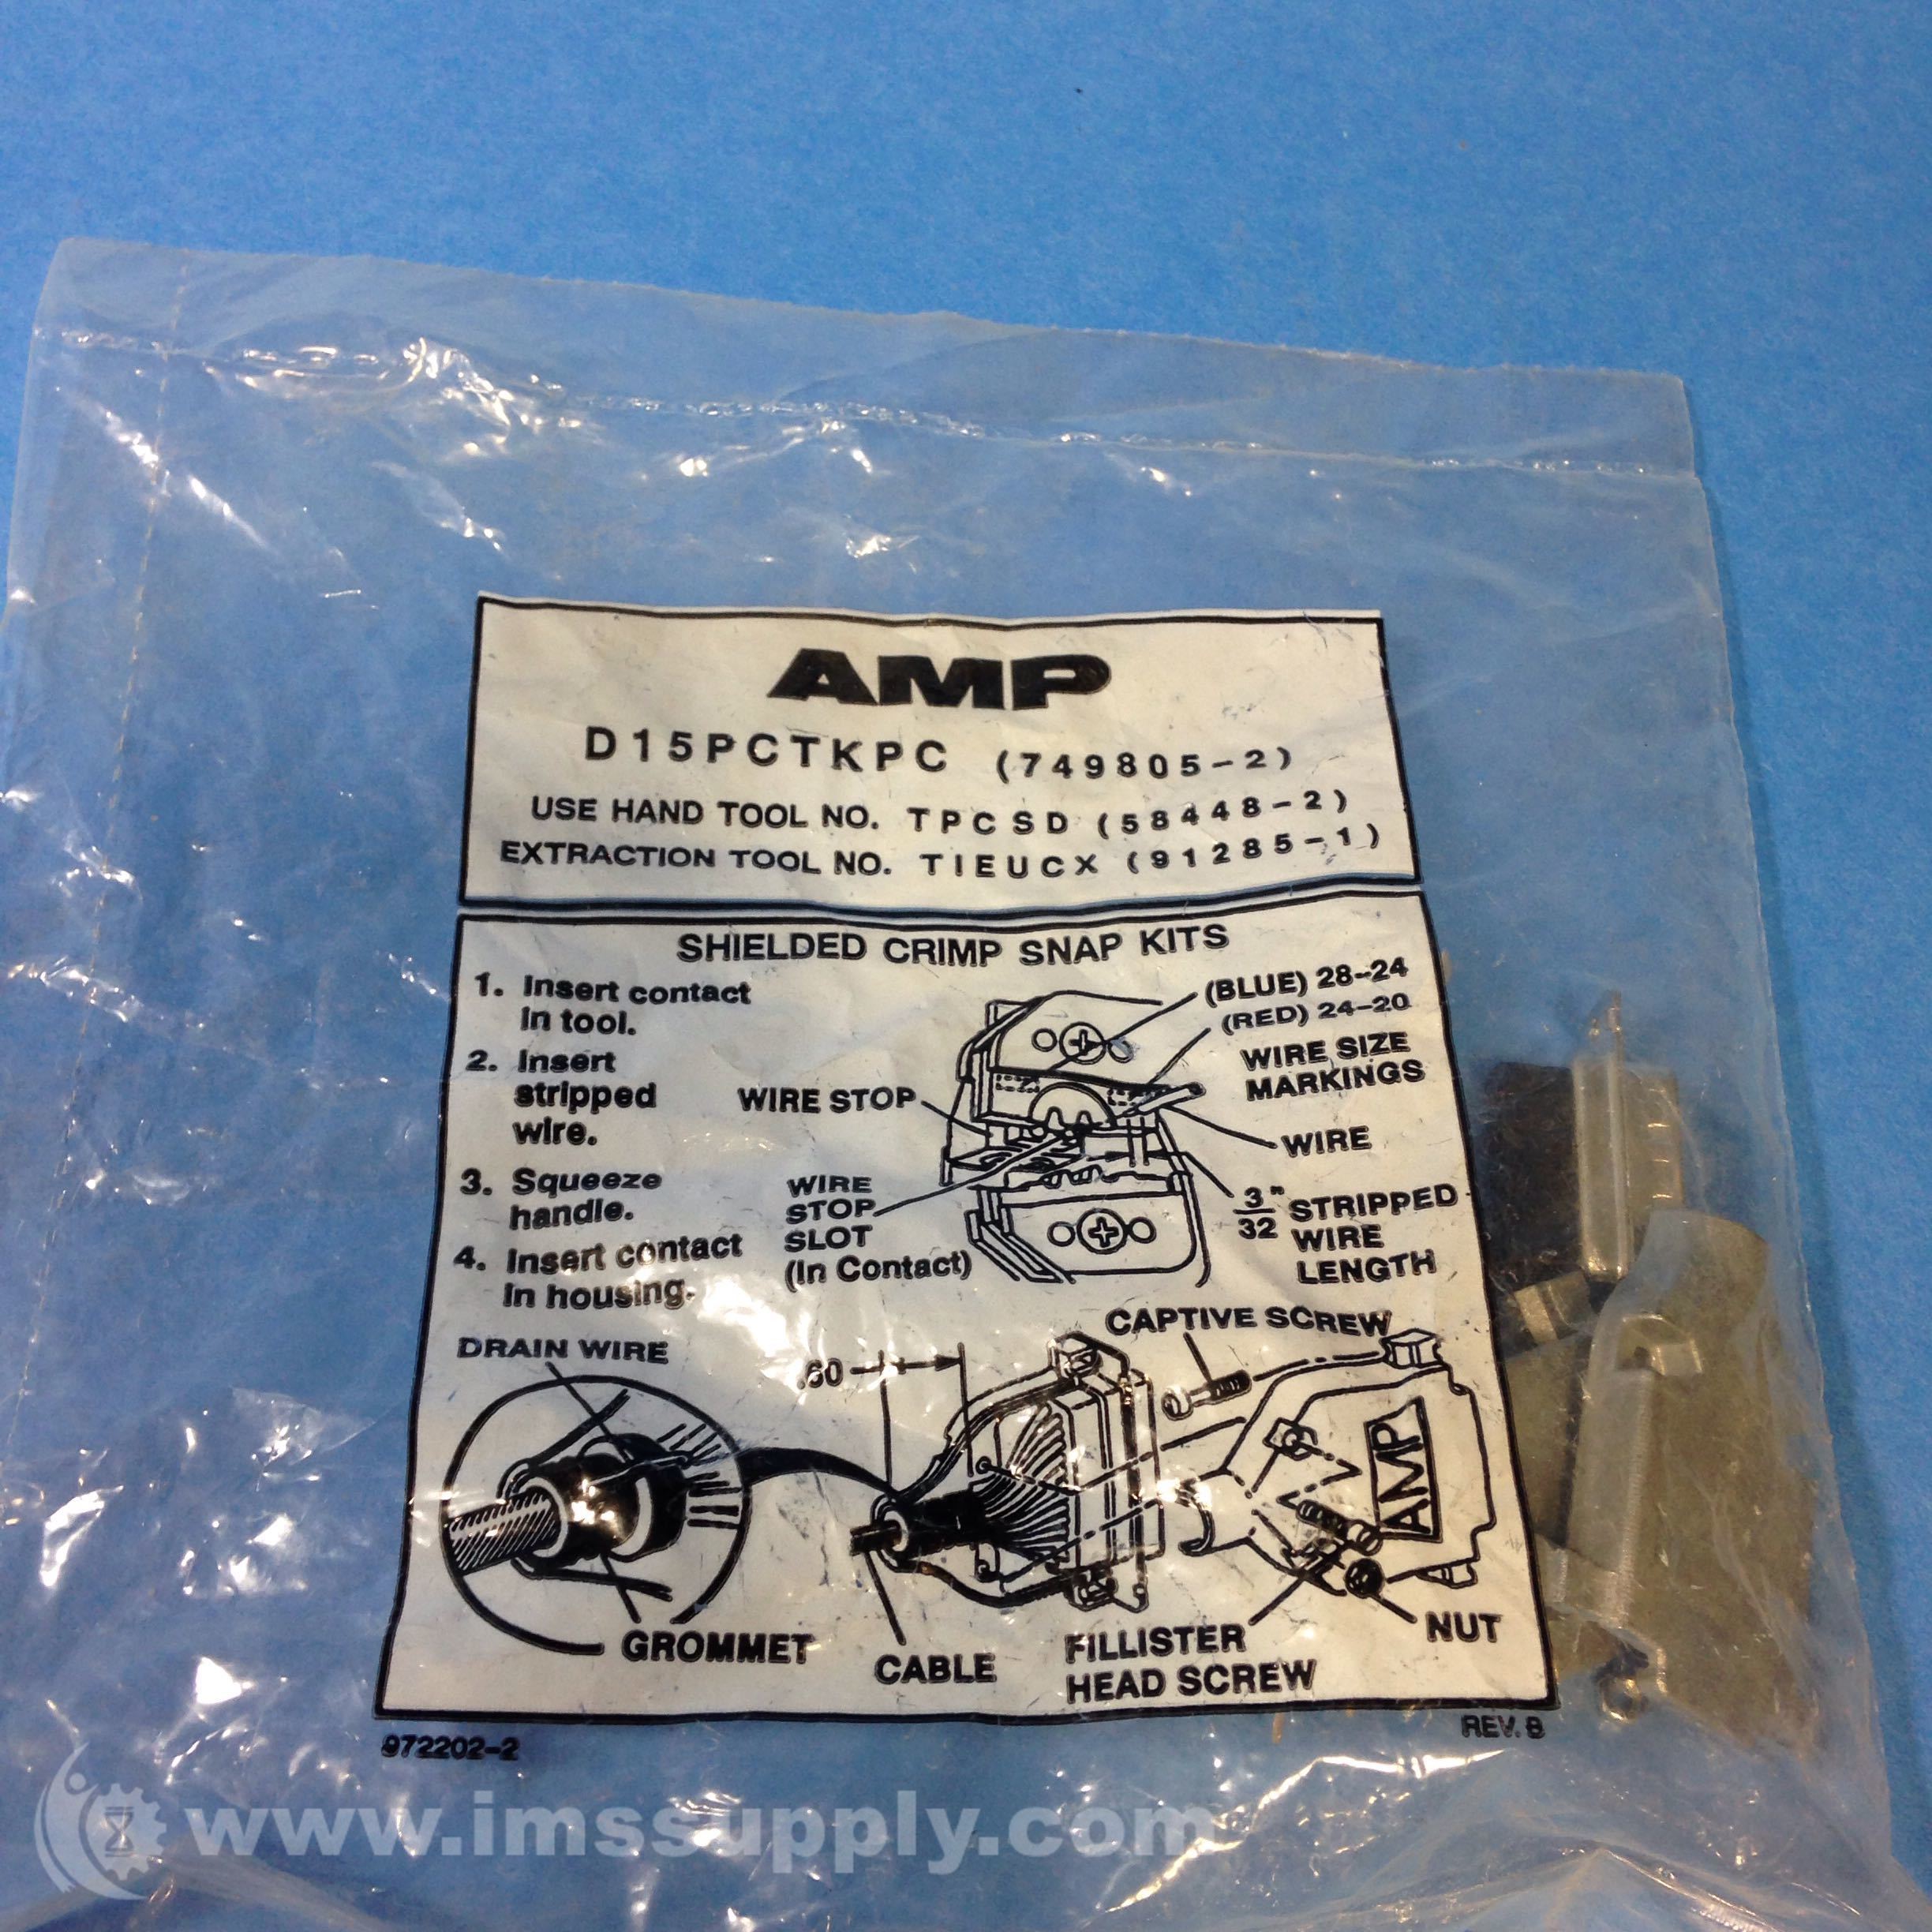 AMP
D15PCTKPC (749805-2)
USE HAND TOOL NO. TPCSD (58448-2)
EXTRACTION TOOL NO. TIEUCX (91285-1)
SHIELDED CRIMP SNAP KITS
1. Insert contact
in tool.
2. Insert
stripped
wire.
3. Squeeze
handle.
4. Insert contact
in housing.
(BLUE) 28-24
(RED) 24-20
WIRE SIZE
MARKINGS
WIRE STOP
WIRE
WIRE
STOP
SLOT
(In Contact)
3/32" STRIPPED
WIRE
LENGTH
CAPTIVE SCREW
DRAIN WIRE
.60
AMP
GROMMET
CABLE
FILLISTER
HEAD SCREW
NUT
972202-2
REV.
www.imssupply.com